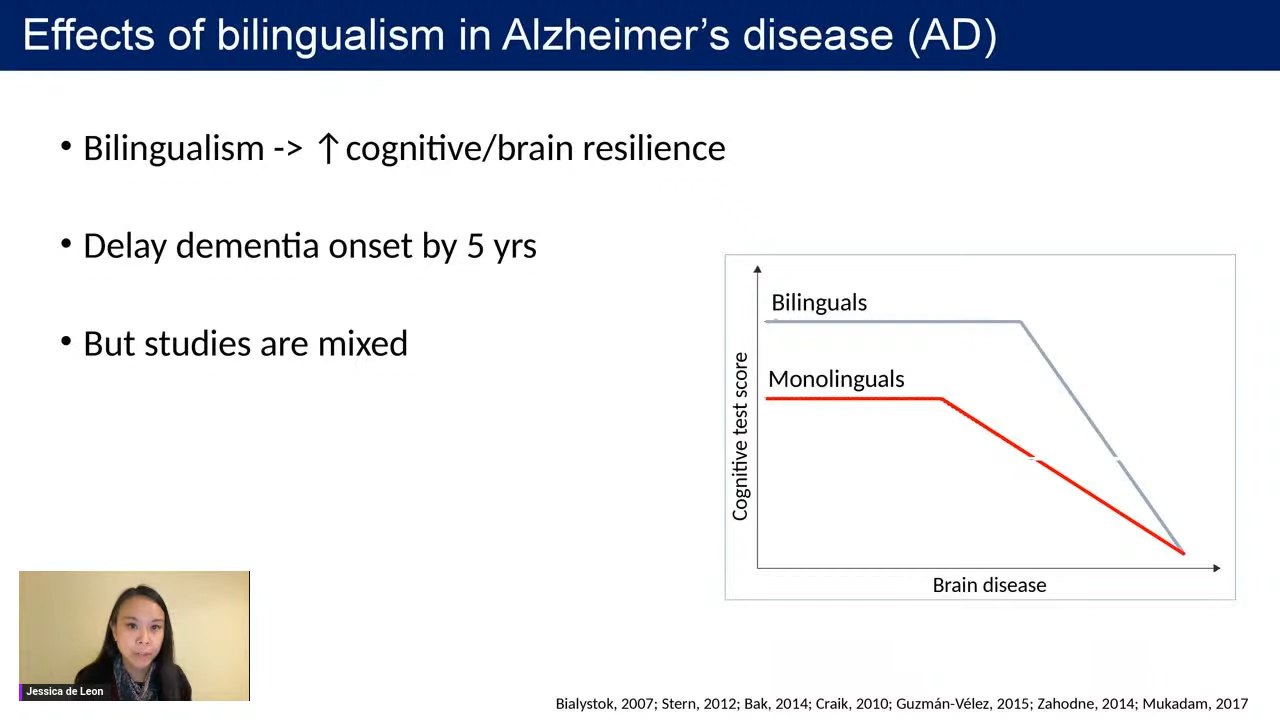 Effects of bilingualism in Alzheimer’s disease (AD)
• Bilingualism -> ↑cognitive/brain resilience
• Delay dementia onset by 5 yrs
• But studies are mixed
Bilinguals
Monolinguals
Cognitive test score
Brain disease
Jessica de Leon
Bialystok, 2007; Stern, 2012; Bak, 2014; Craik, 2010; Guzmán-Vélez, 2015; Zahodne, 2014; Mukadam, 2017